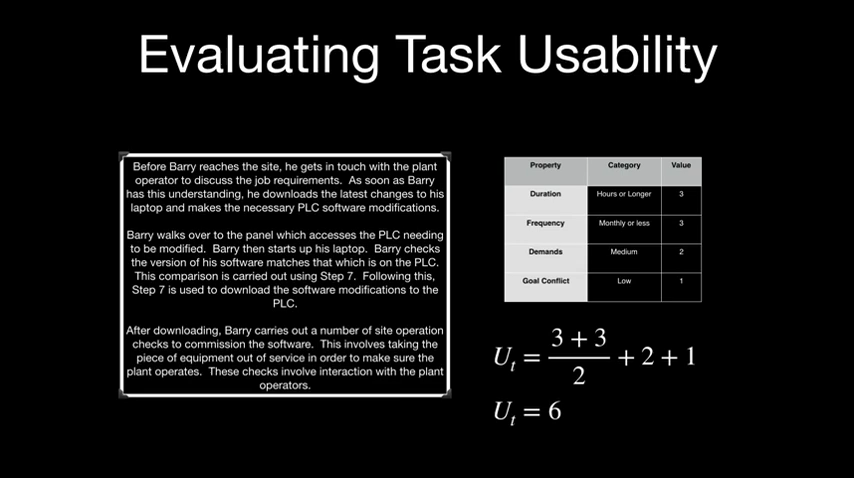 Evaluating Task Usability
Before Barry reaches the site, he gets in touch with the plant
operator to discuss the job requirements. As soon as Barry
has this understanding, he downloads the latest changes to his
laptop and makes the necessary PLC software modifications.
Barry walks over to the panel which accesses the PLC needing
to be modified. Barry then starts up his laptop. Barry checks
the version of his software matches that which is on the PLC.
This comparison is carried out using Step 7. Following this,
Step 7 is used to download the software modifications to the
PLC.
After downloading, Barry carries out a number of site operation
checks to commission the software. This involves taking the
piece of equipment out of service in order to make sure the
plant operates. These checks involve interaction with the plant
operators.
Property Category Value
Duration Hours or Longer 3
Frequency Monthly or less 3
Demands Medium 2
Goal Conflict Low 1
U_t = (3 + 3)/2 + 2 + 1
U_t = 6